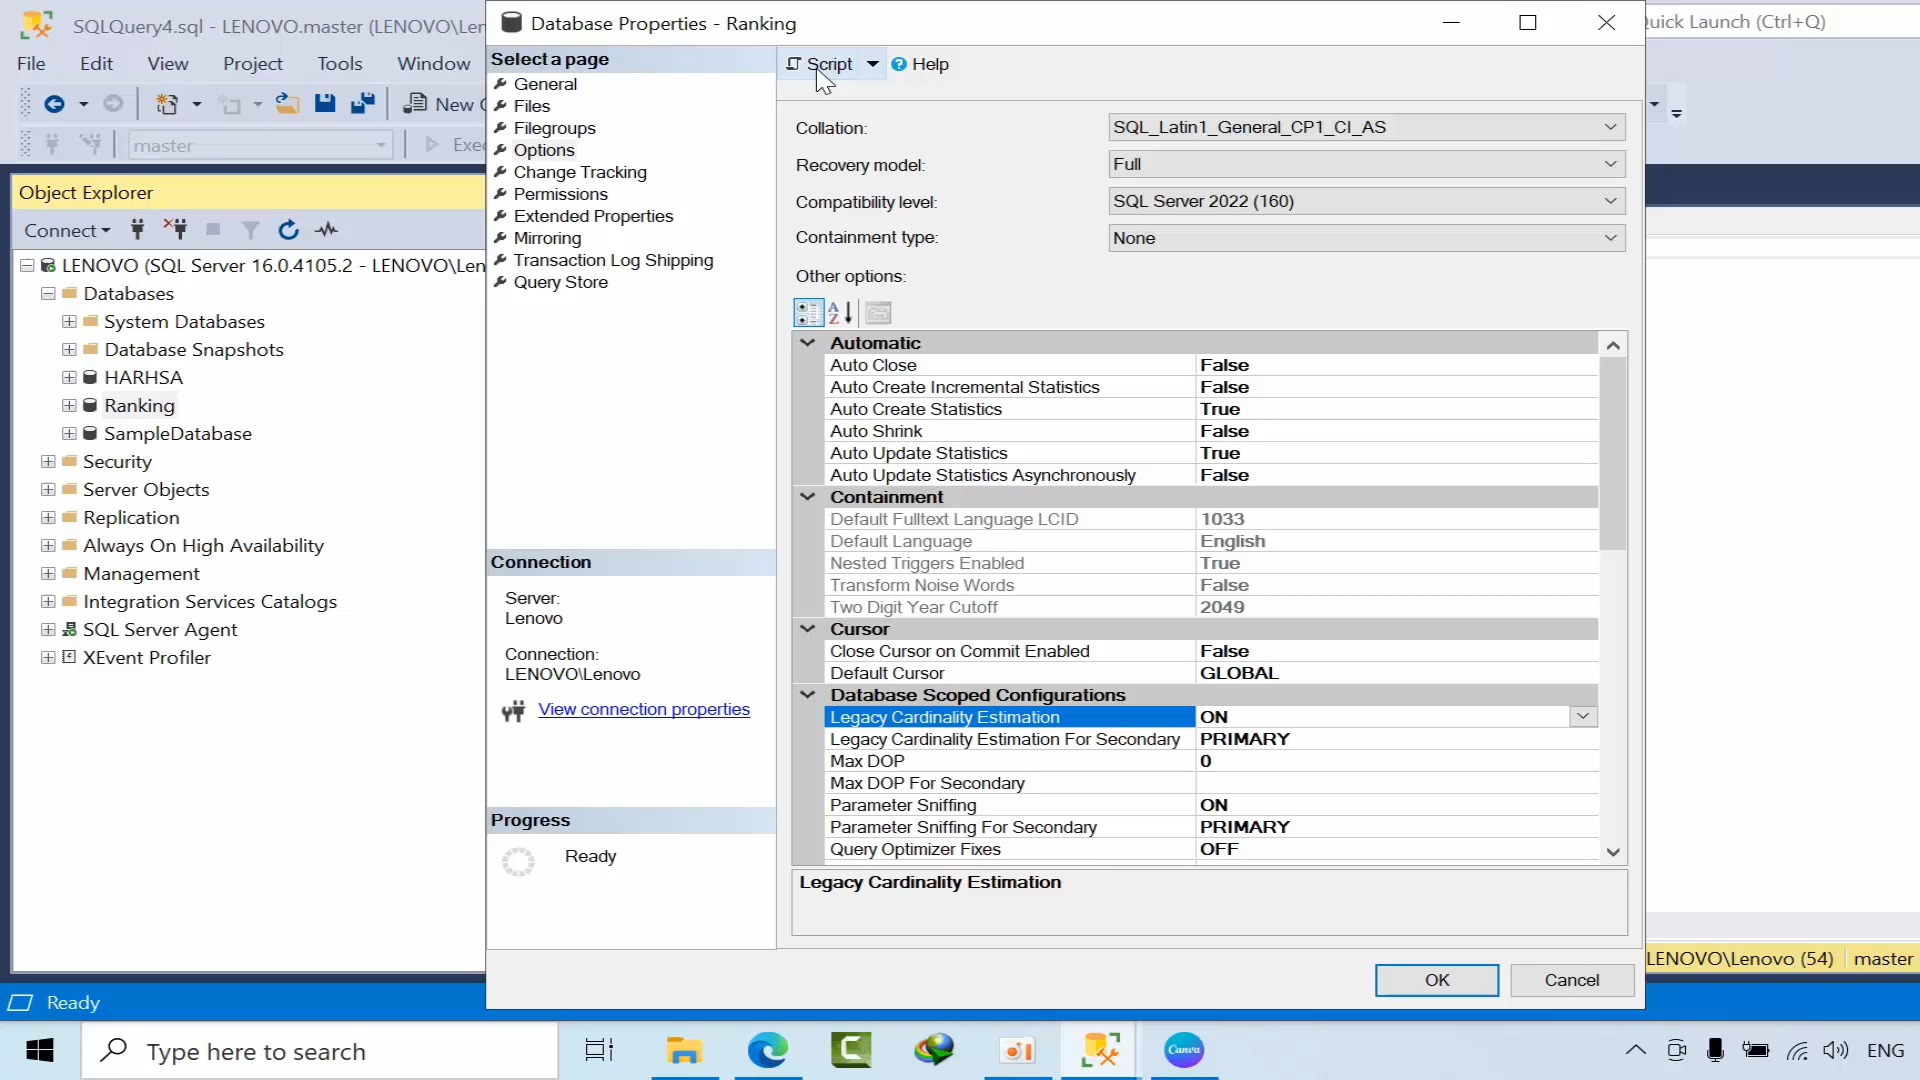 SQLQuery4.sql - LENOVO.master (LENOVO\Len
Database Properties - Ranking
uick Launch (Ctrl+Q)
File Edit View Project Tools Window
New
master
Exe
Object Explorer
Connect
LENOVO (SQL Server 16.0.4105.2 - LENOVO\Len
Databases
System Databases
Database Snapshots
HARHSA
Ranking
SampleDatabase
Security
Server Objects
Replication
Always On High Availability
Management
Integration Services Catalogs
SQL Server Agent
XEvent Profiler
Select a page
General
Files
Filegroups
Options
Change Tracking
Permissions
Extended Properties
Mirroring
Transaction Log Shipping
Query Store
Connection
Server:
Lenovo
Connection:
LENOVO\Lenovo
View connection properties
Progress
Ready
Script Help
Collation: SQL_Latin1_General_CP1_CI_AS
Recovery model: Full
Compatibility level: SQL Server 2022 (160)
Containment type: None
Other options:
Automatic
Auto Close False
Auto Create Incremental Statistics False
Auto Create Statistics True
Auto Shrink False
Auto Update Statistics True
Auto Update Statistics Asynchronously False
Containment
Default Fulltext Language LCID 1033
Default Language English
Nested Triggers Enabled True
Transform Noise Words False
Two Digit Year Cutoff 2049
Cursor
Close Cursor on Commit Enabled False
Default Cursor GLOBAL
Database Scoped Configurations
Legacy Cardinality Estimation ON
Legacy Cardinality Estimation For Secondary PRIMARY
Max DOP 0
Max DOP For Secondary
Parameter Sniffing ON
Parameter Sniffing For Secondary PRIMARY
Query Optimizer Fixes OFF
Legacy Cardinality Estimation
OK Cancel
LENOVO\Lenovo (54) master
Ready
Type here to search
Canva
ENG